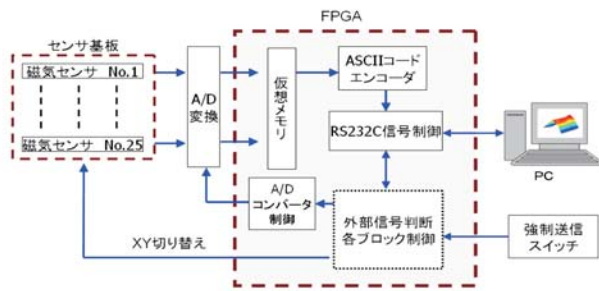 FPGA
センサ基板
磁気センサ No.1
磁気センサ No.25
A/D
変換
仮想メモリ
ASCIIコード
エンコーダ
RS232C信号制御
PC
A/D
コンバータ
制御
外部信号判断
各ブロック制御
強制送信
スイッチ
XY切り替え